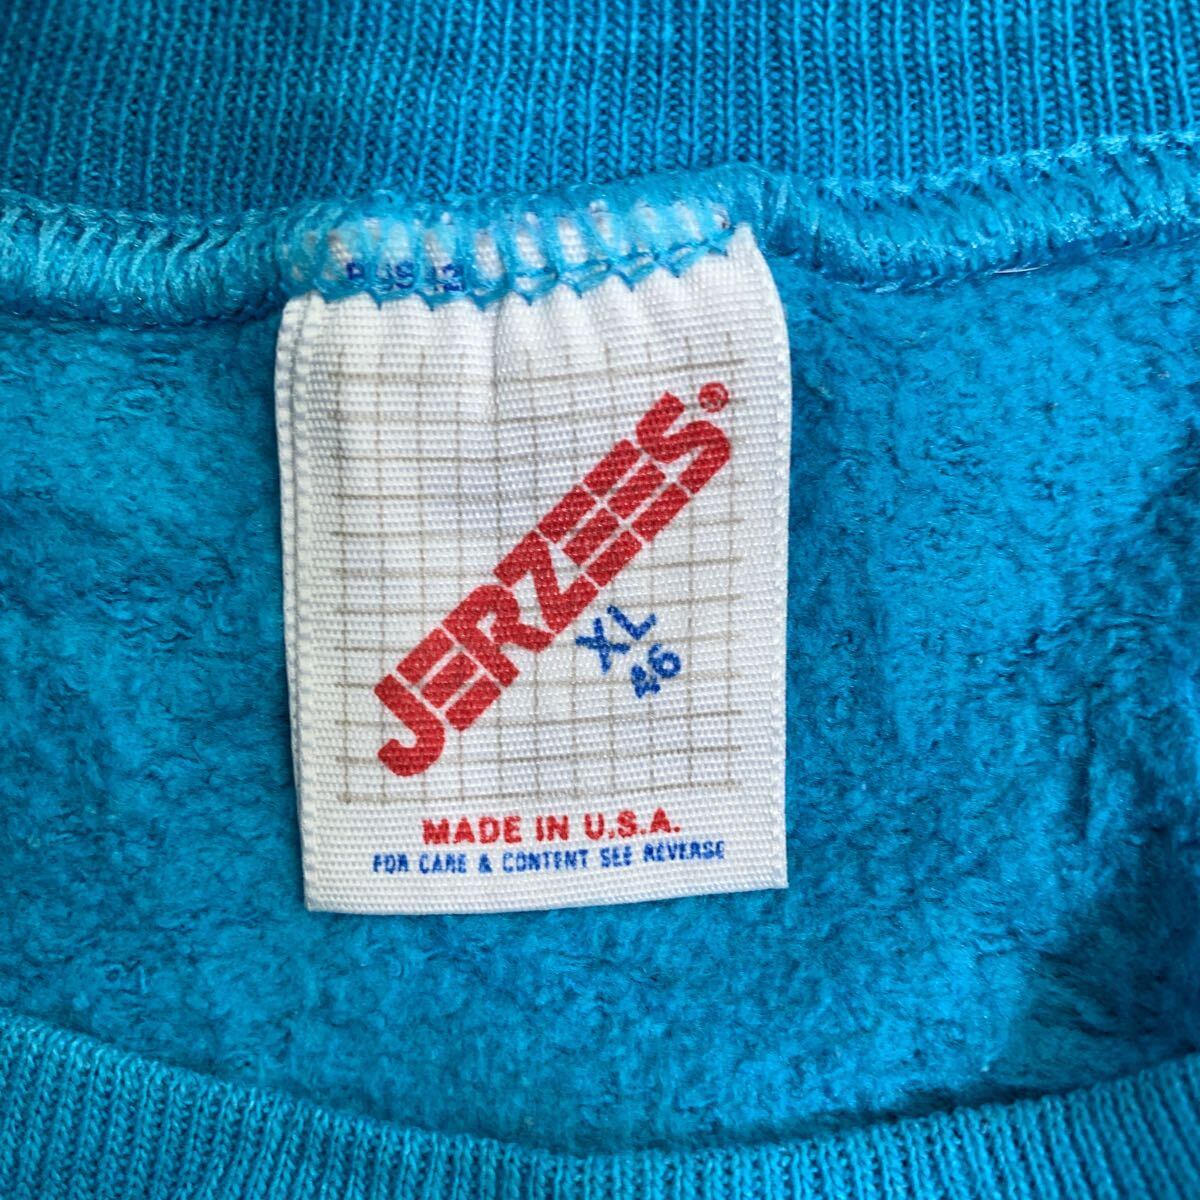 JERZEES®
XL
46
MADE IN U.S.A.
FOR CARE & CONTENT SEE REVERSE